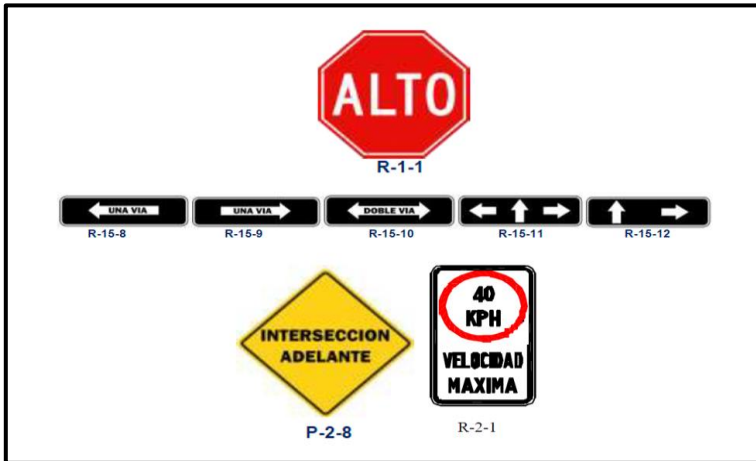 ALTO
R-1-1
UNA VIA
UNA VIA
DOBLE VIA
R-15-8
R-15-9
R-15-10
R-15-11
R-15-12
INTERSECCION
ADELANTE
P-2-8
40
KPH
VELOCIDAD
MAXIMA
R-2-1